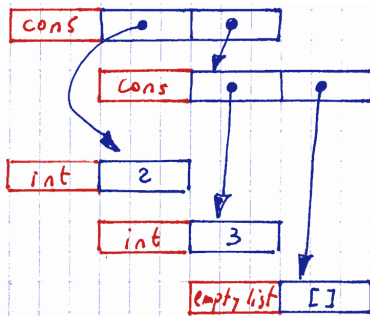 cons
cons
int 2
int 3
empty list []